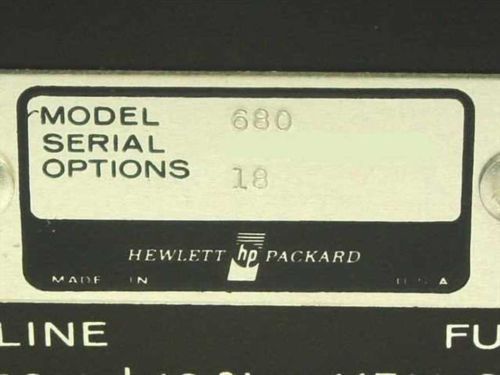 MODEL 680
SERIAL
OPTIONS 18
HEWLETT hp PACKARD
MADE IN U.S.A
LINE FU